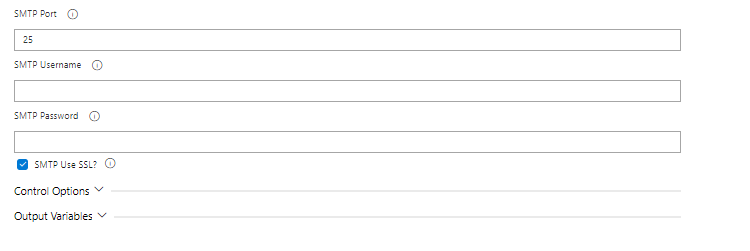 SMTP Port
25
SMTP Username
SMTP Password
SMTP Use SSL?
Control Options
Output Variables